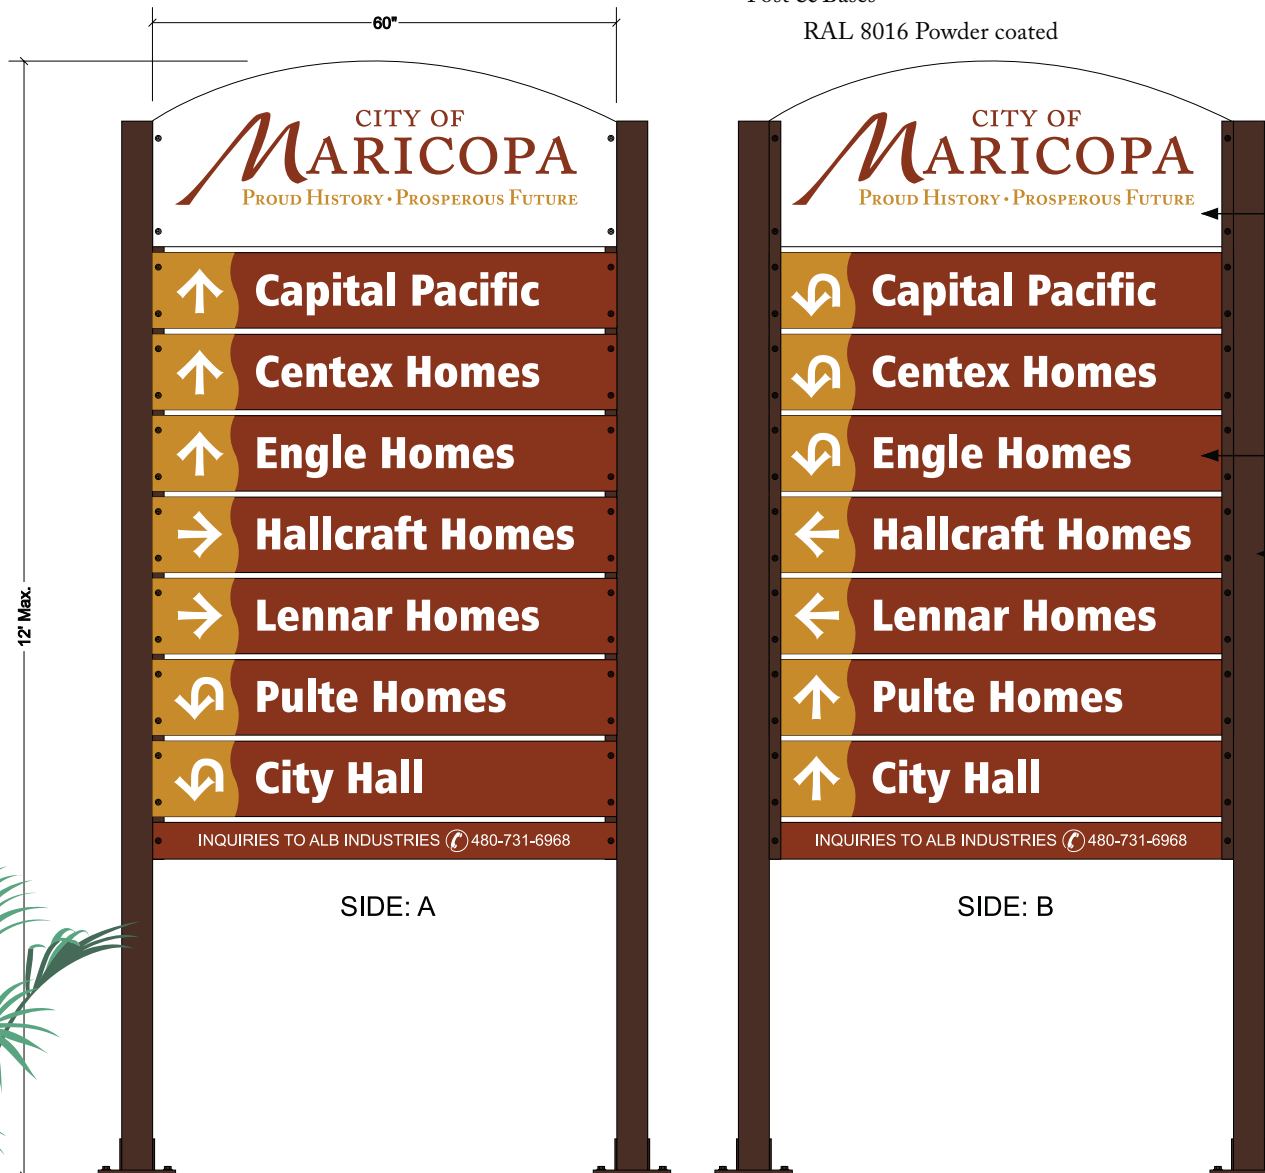 Post & Bases
RAL 8016 Powder coated
60"
12' Max.
CITY OF
MARICOPA
PROUD HISTORY • PROSPEROUS FUTURE
Capital Pacific
Centex Homes
Engle Homes
Hallcraft Homes
Lennar Homes
Pulte Homes
City Hall
INQUIRIES TO ALB INDUSTRIES 480-731-6968
SIDE: A
CITY OF
MARICOPA
PROUD HISTORY • PROSPEROUS FUTURE
Capital Pacific
Centex Homes
Engle Homes
Hallcraft Homes
Lennar Homes
Pulte Homes
City Hall
INQUIRIES TO ALB INDUSTRIES 480-731-6968
SIDE: B